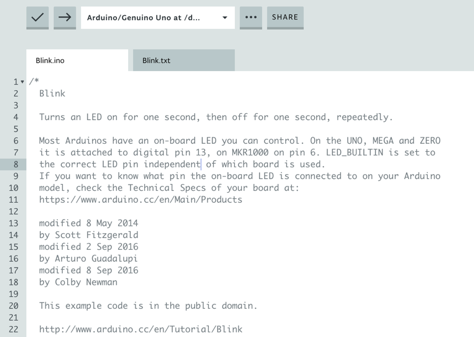 Arduino/Genuino Uno at /d... SHARE
Blink.ino Blink.txt
1 /*
2 Blink
3
4 Turns an LED on for one second, then off for one second, repeatedly.
5
6 Most Arduinos have an on-board LED you can control. On the UNO, MEGA and ZERO
7 it is attached to digital pin 13, on MKR1000 on pin 6. LED_BUILTIN is set to
8 the correct LED pin independent of which board is used.
9 If you want to know what pin the on-board LED is connected to on your Arduino
10 model, check the Technical Specs of your board at:
11 https://www.arduino.cc/en/Main/Products
12
13 modified 8 May 2014
14 by Scott Fitzgerald
15 modified 2 Sep 2016
16 by Arturo Guadalupi
17 modified 8 Sep 2016
18 by Colby Newman
19
20 This example code is in the public domain.
21
22 http://www.arduino.cc/en/Tutorial/Blink